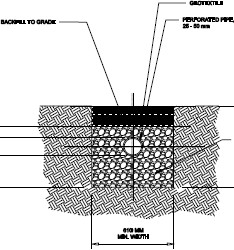 GEOTEXTILE
BACKFILL TO GRADE
PERFORATED PIPE,
25 - 50 mm
610 MM
MIN. WIDTH